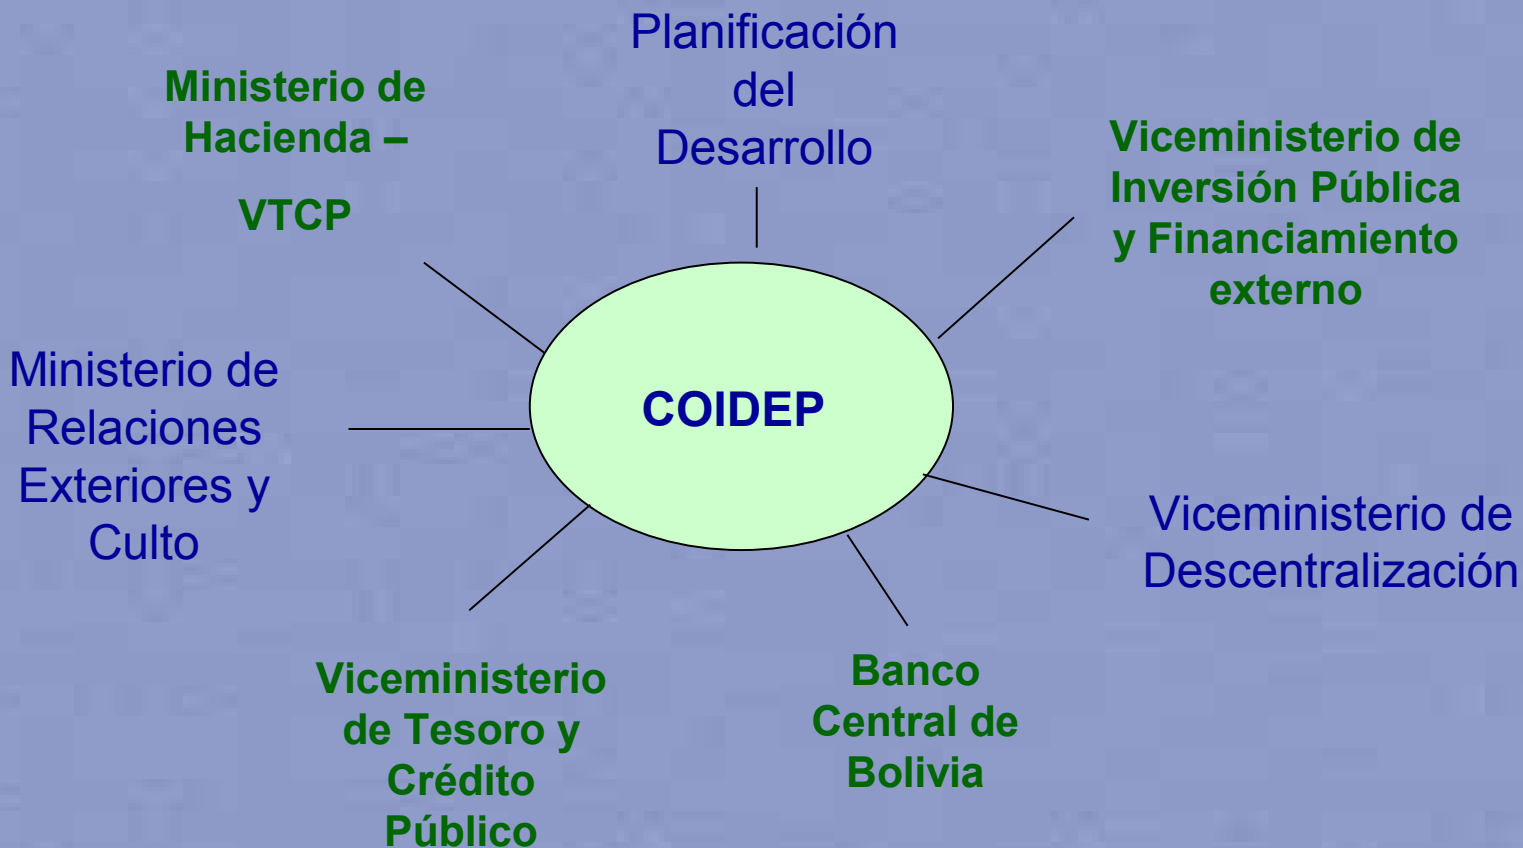 Planificación
del
Desarrollo
Ministerio de
Hacienda –
VTCP
Viceministerio de
Inversión Pública
y Financiamiento
externo
Ministerio de
Relaciones
Exteriores y
Culto
COIDEP
Viceministerio de
Descentralización
Viceministerio
de Tesoro y
Crédito
Público
Banco
Central de
Bolivia